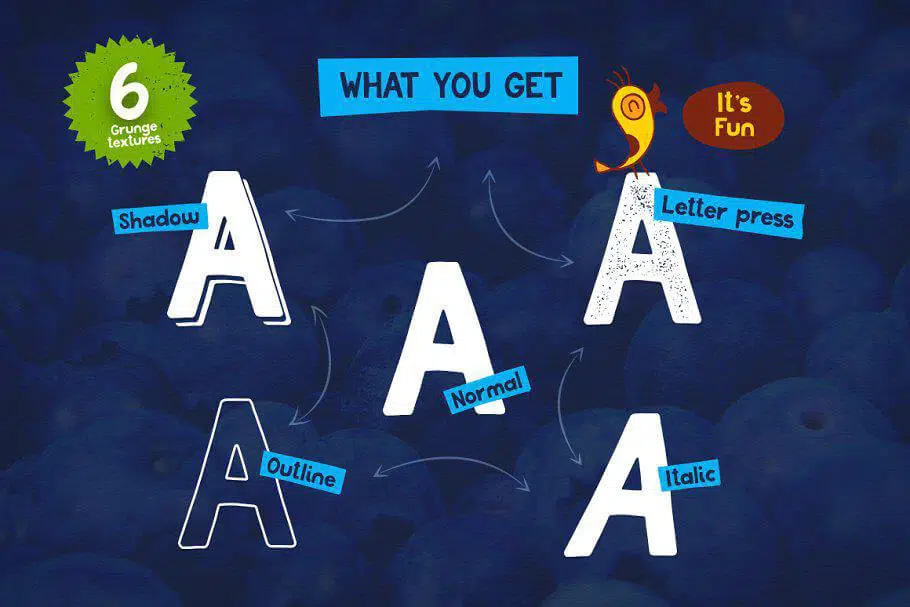 6
Grunge
textures
WHAT YOU GET
It's
Fun
A
Shadow
A
Letter press
A
Normal
A
Outline
A
Italic